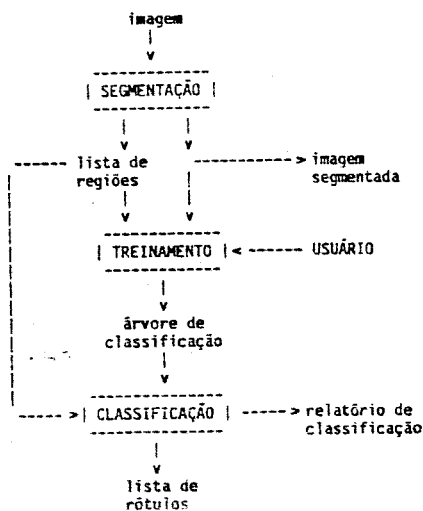 imagem
SEGMENTAÇÃO
lista de
regiões
imagem
segmentada
TREINAMENTO
USUÁRIO
árvore de
classificação
CLASSIFICAÇÃO
relatório de
classificação
lista de
rótulos